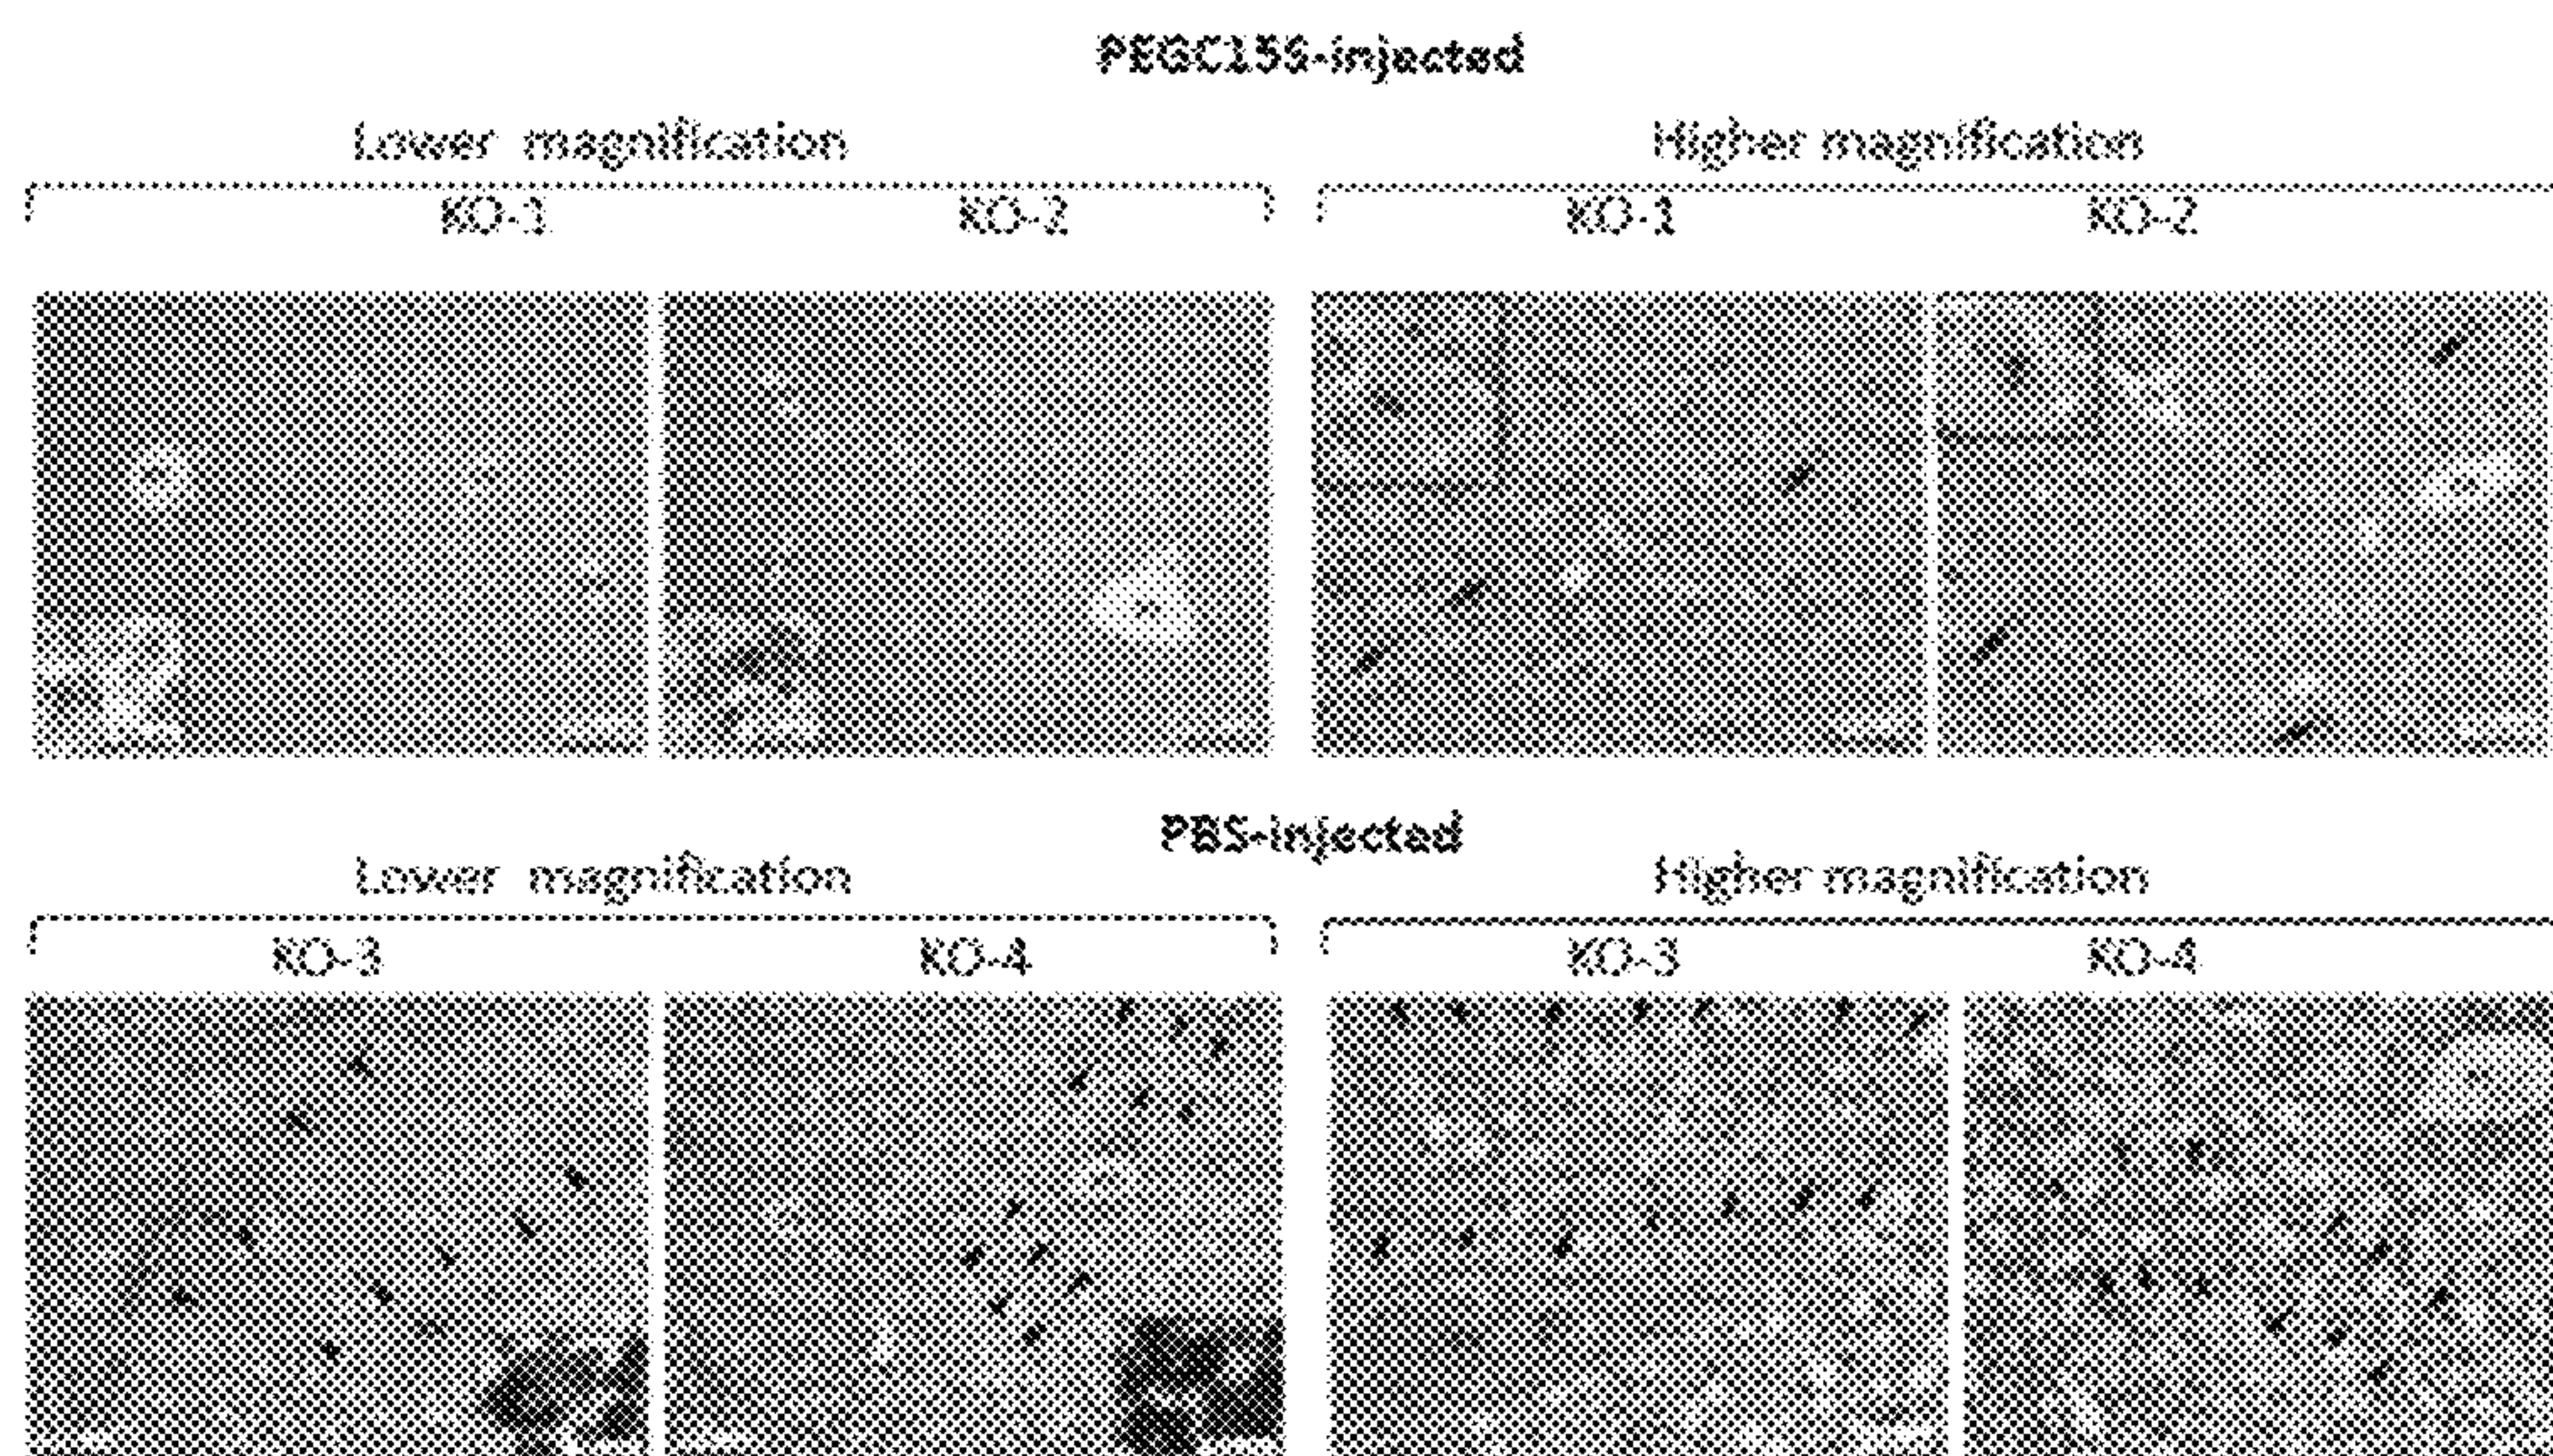 PEGC15S-injected
Lower magnification Higher magnification
KO-1 KO-2 KO-1 KO-2
PBS-injected
Lower magnification Higher magnification
KO-3 KO-4 KO-3 KO-4